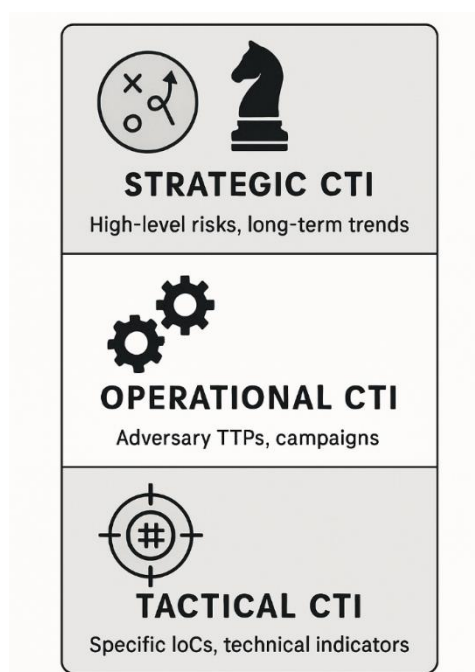 STRATEGIC CTI
High-level risks, long-term trends
OPERATIONAL CTI
Adversary TTPs, campaigns
TACTICAL CTI
Specific IoCs, technical indicators